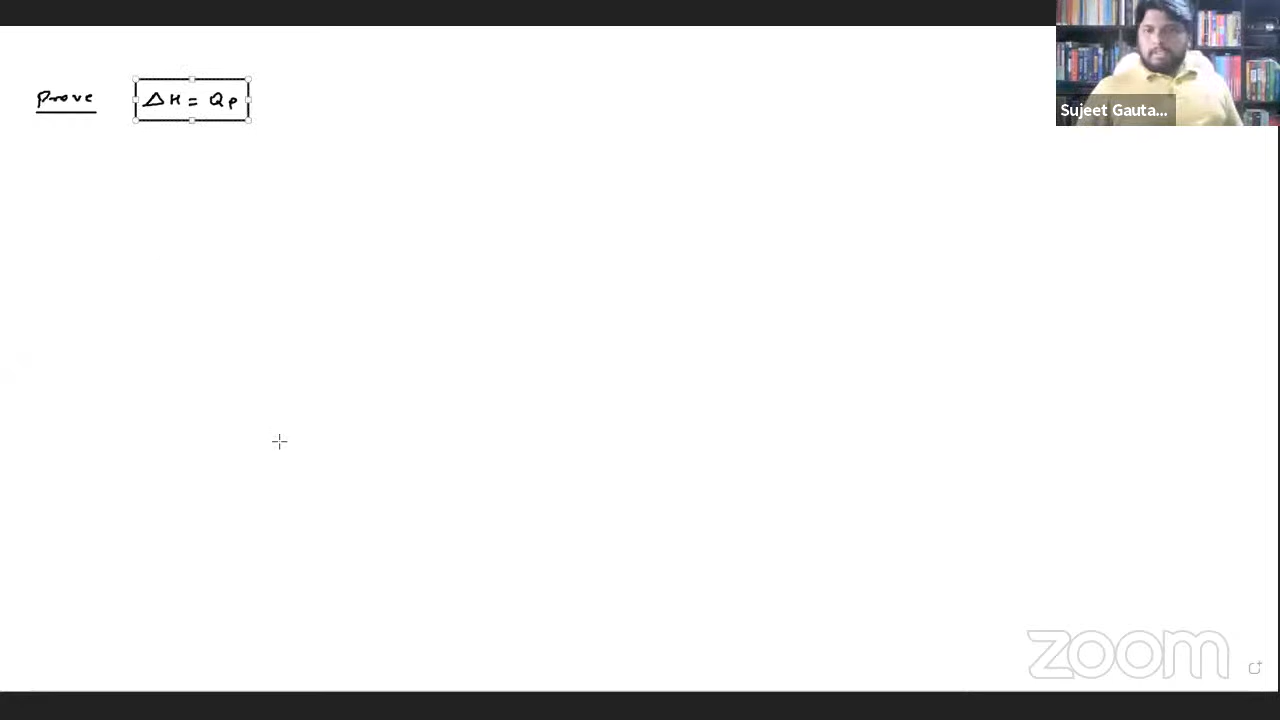 Prove ΔH = Qp
Sujeet Gauta...
zoom